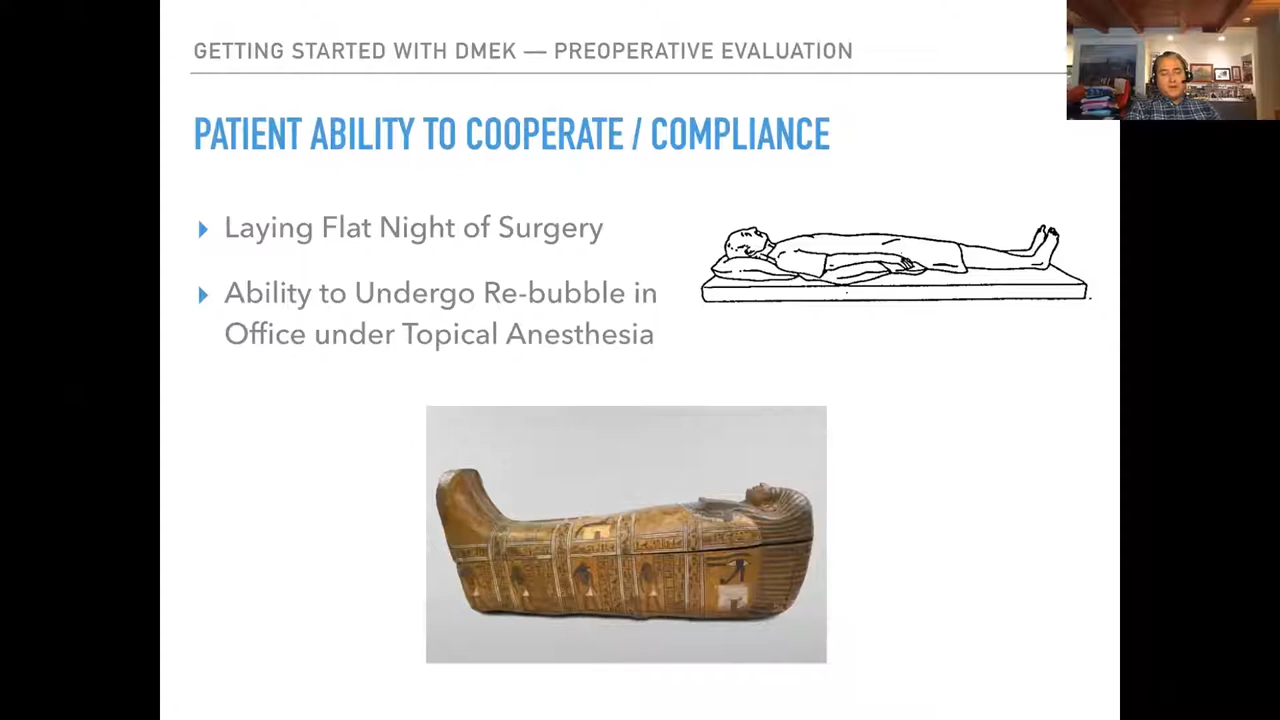 GETTING STARTED WITH DMEK — PREOPERATIVE EVALUATION
PATIENT ABILITY TO COOPERATE / COMPLIANCE
Laying Flat Night of Surgery
Ability to Undergo Re-bubble in
Office under Topical Anesthesia